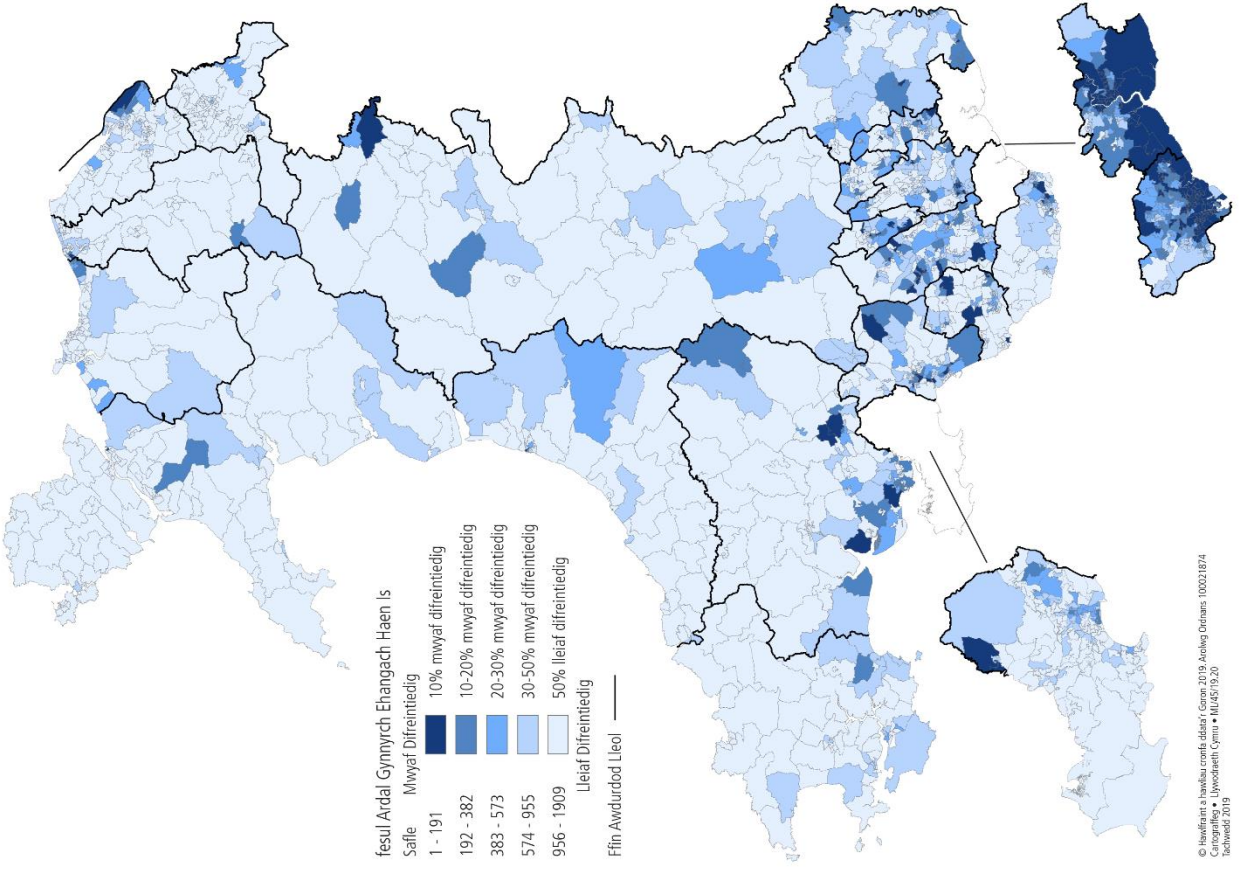 fesul Ardal Gynnyrch Ehangach Haen Is
Safle Mwyaf Difreintiedig
1 - 191 10% mwyaf difreintiedig
192 - 382 10-20% mwyaf difreintiedig
383 - 573 20-30% mwyaf difreintiedig
574 - 955 30-50% mwyaf difreintiedig
956 - 1909 50% lleiaf difreintiedig
Lleiaf Difreintiedig
Ffin Awdurdod Lleol
© Hawlfraint a hawliau cronfa ddata'r Goron 2019. Arolwg Ordnans 100021874
Cartograffeg • Llywodraeth Cymru • ML/45/19.20
Tachwedd 2019